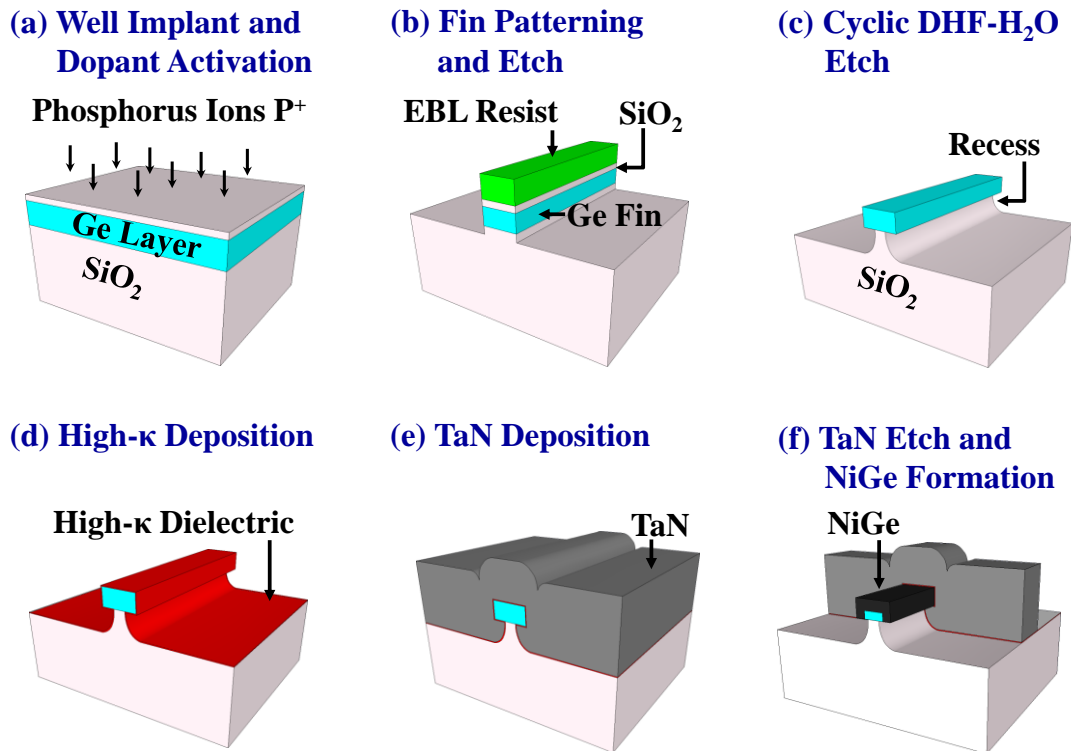 (a) Well Implant and
Dopant Activation
Phosphorus Ions P⁺
Ge Layer
SiO₂
(b) Fin Patterning
and Etch
EBL Resist
SiO₂
Ge Fin
(c) Cyclic DHF-H₂O
Etch
Recess
SiO₂
(d) High-κ Deposition
High-κ Dielectric
(e) TaN Deposition
TaN
(f) TaN Etch and
NiGe Formation
NiGe